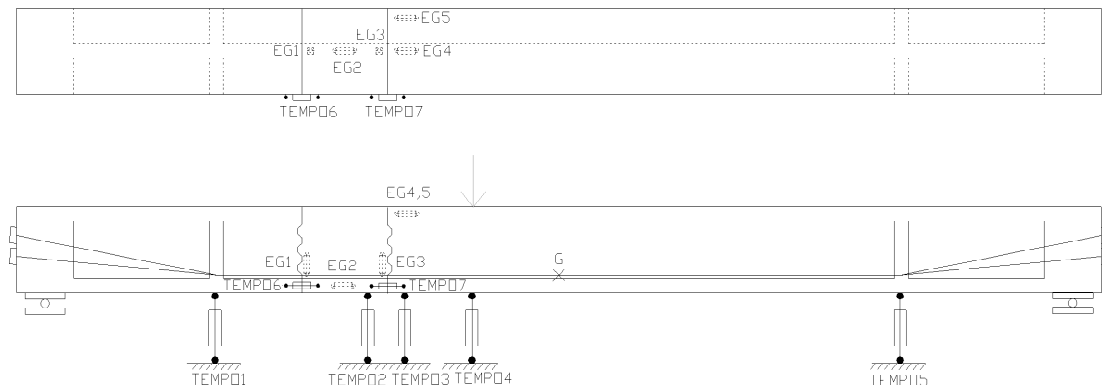 EG5
EG3
EG1 EG4
EG2
TEMPO6 TEMPO7
EG4,5
G
EG1 EG2 EG3
TEMPO6 TEMPO7
TEMPO1 TEMPO2 TEMPO3 TEMPO4 TEMPO5